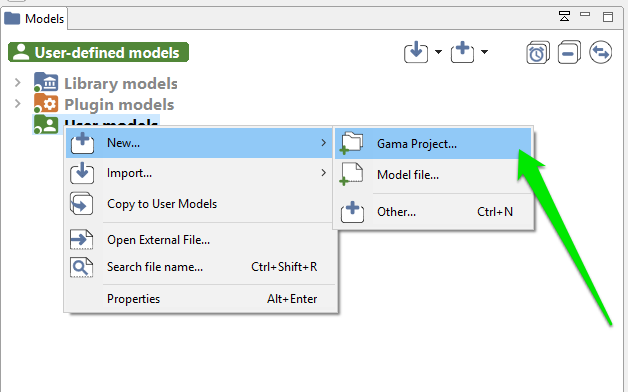 Models
User-defined models
Library models
Plugin models
User models
New...
Import...
Copy to User Models
Open External File...
Search file name... Ctrl+Shift+R
Properties Alt+Enter
Gama Project...
Model file...
Other... Ctrl+N